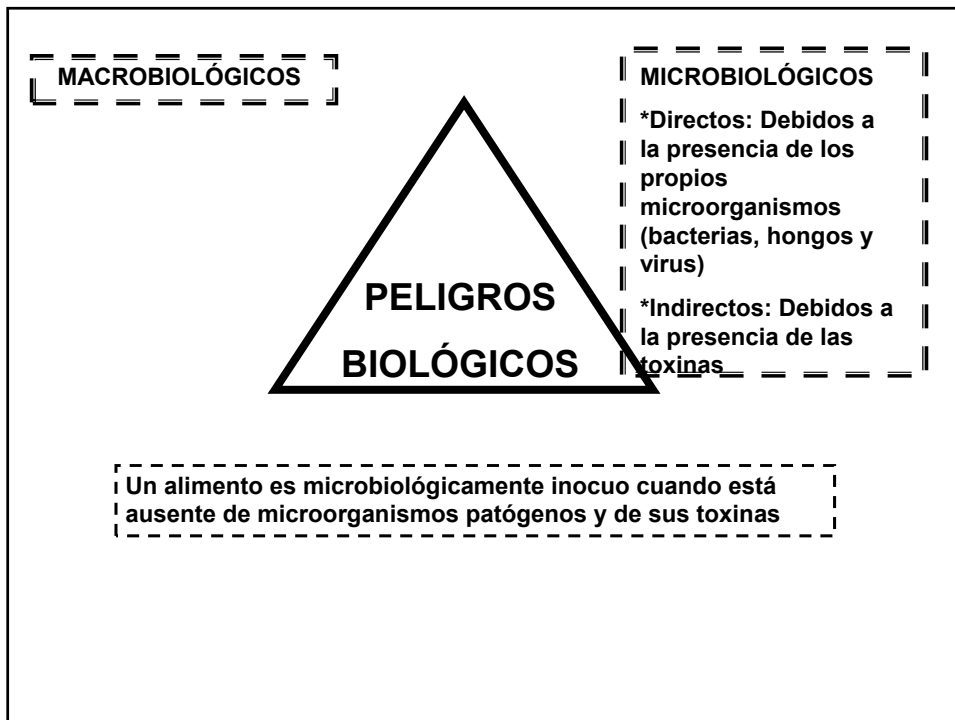 MACROBIOLÓGICOS
MICROBIOLÓGICOS
*Directos: Debidos a
la presencia de los
propios
microorganismos
(bacterias, hongos y
virus)
*Indirectos: Debidos a
la presencia de las
toxinas
PELIGROS
BIOLÓGICOS
Un alimento es microbiológicamente inocuo cuando está
ausente de microorganismos patógenos y de sus toxinas